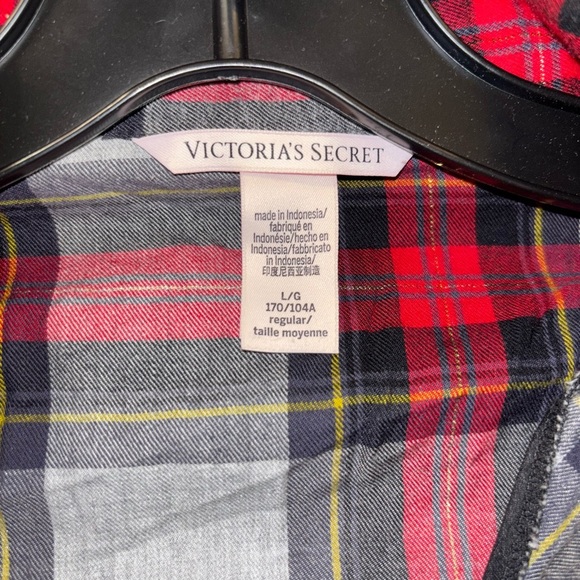 VICTORIA'S SECRET
made in Indonesia/
fabriqué en
Indonésie/hecho en
Indonesia/fabbricato
in Indonesia/
印度尼西亚制造
L/G
170/104A
regular/
taille moyenne